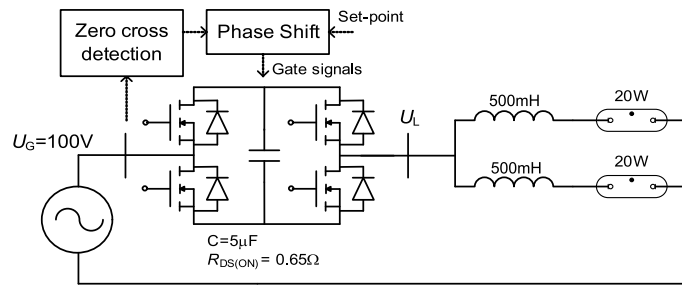 Zero cross
detection
Phase Shift
Set-point
Gate signals
U_G=100V
U_L
500mH
20W
500mH
20W
C=5μF
R_DS(ON) = 0.65Ω